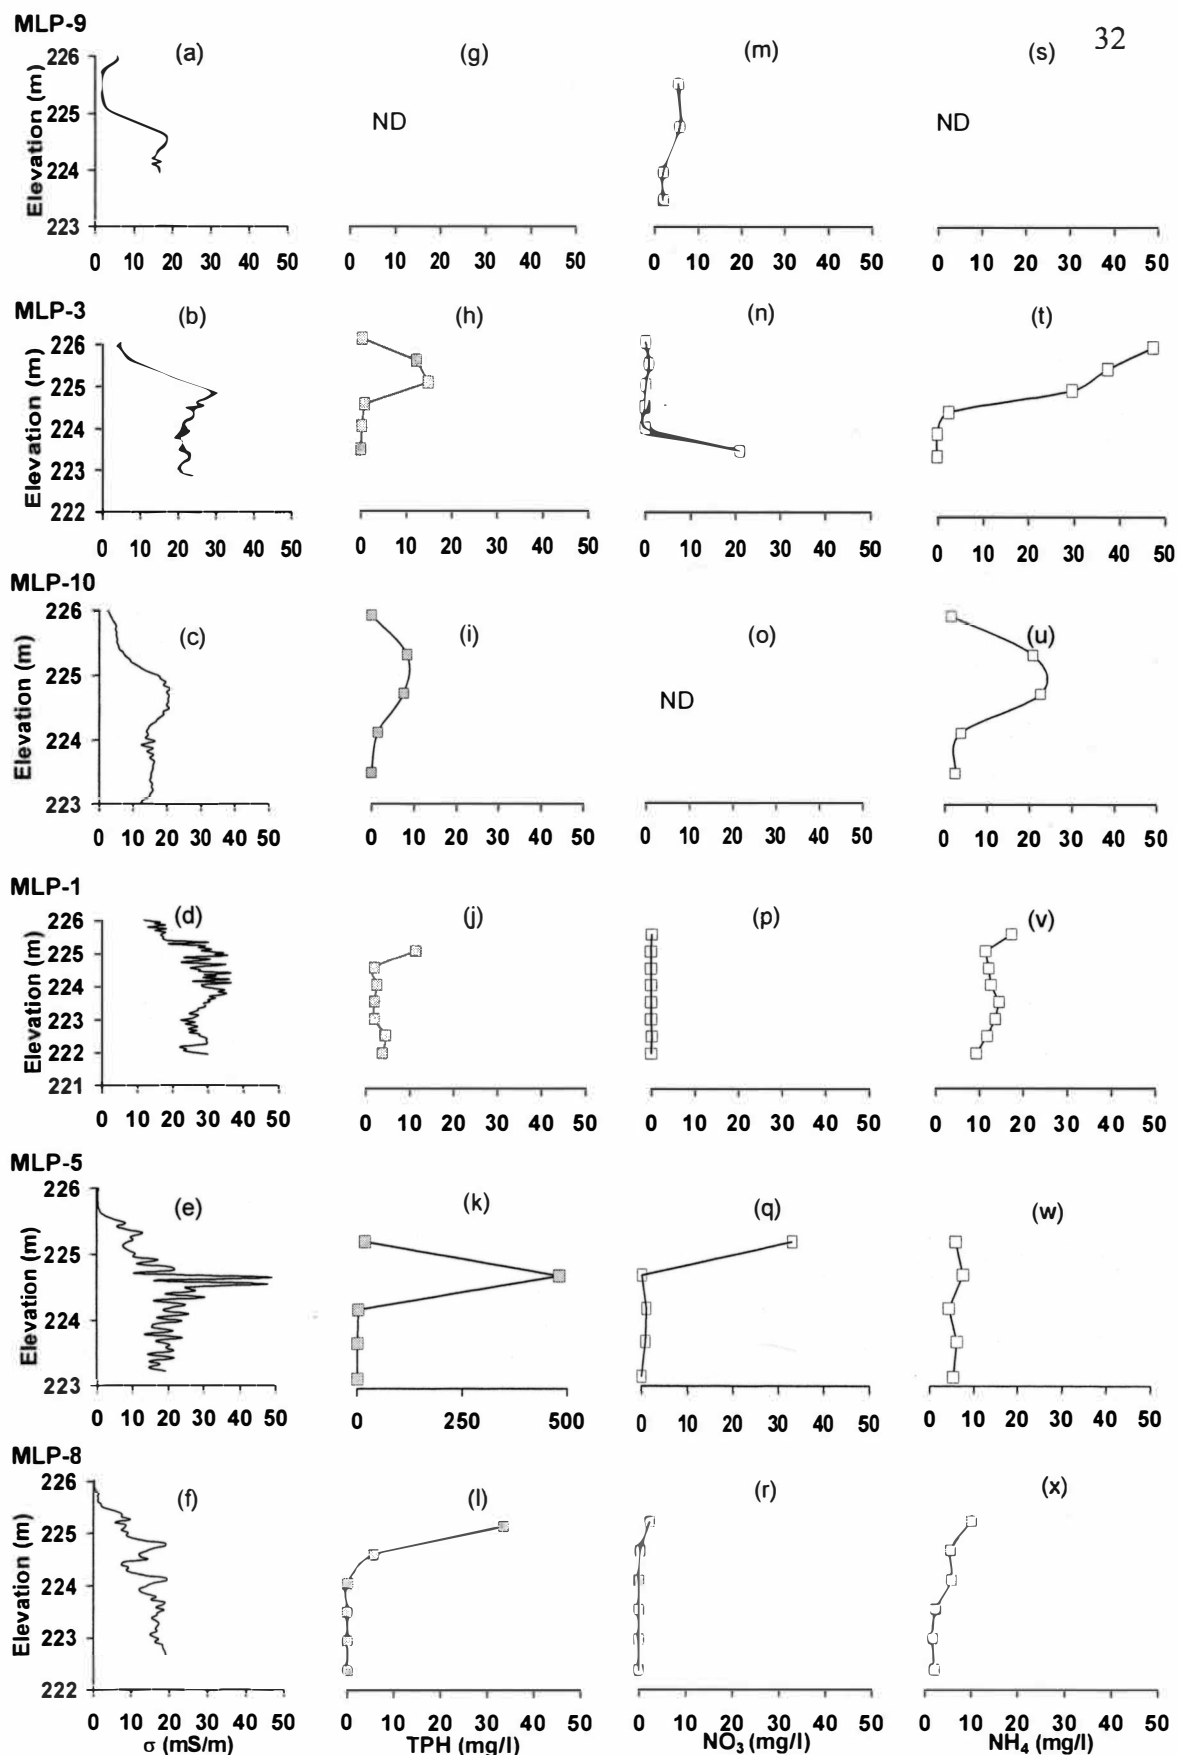 32
MLP-9
(a) (g) (m) (s)
Elevation (m)
226
225
224
223
ND ND
0 10 20 30 40 50 0 10 20 30 40 50 0 10 20 30 40 50 0 10 20 30 40 50
MLP-3
(b) (h) (n) (t)
Elevation (m)
226
225
224
223
222
0 10 20 30 40 50 0 10 20 30 40 50 0 10 20 30 40 50 0 10 20 30 40 50
MLP-10
(c) (i) (o) (u)
Elevation (m)
226
225
224
223
ND
0 10 20 30 40 50 0 10 20 30 40 50 0 10 20 30 40 50 0 10 20 30 40 50
MLP-1
(d) (j) (p) (v)
Elevation (m)
226
225
224
223
222
221
0 10 20 30 40 50 0 10 20 30 40 50 0 10 20 30 40 50 0 10 20 30 40 50
MLP-5
(e) (k) (q) (w)
Elevation (m)
226
225
224
223
0 10 20 30 40 50 0 250 500 0 10 20 30 40 50 0 10 20 30 40 50
MLP-8
(f) (l) (r) (x)
Elevation (m)
226
225
224
223
222
0 10 20 30 40 50 0 10 20 30 40 50 0 10 20 30 40 50 0 10 20 30 40 50
σ (mS/m) TPH (mg/l) NO₃ (mg/l) NH₄ (mg/l)